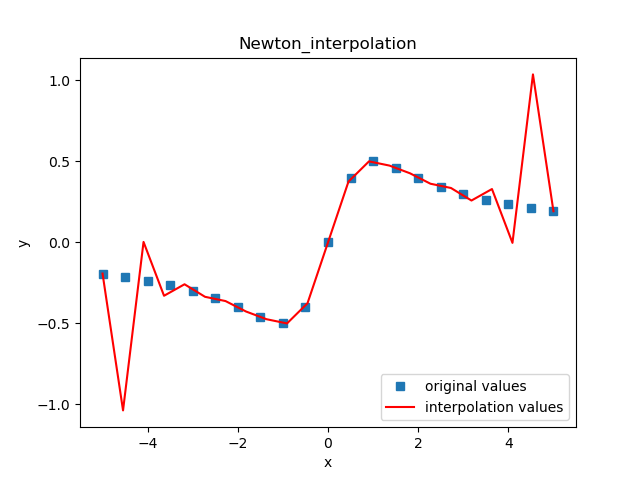 Newton_interpolation
1.0
0.5
0.0
−0.5
−1.0
y
−4
−2
0
2
4
x
original values
interpolation values